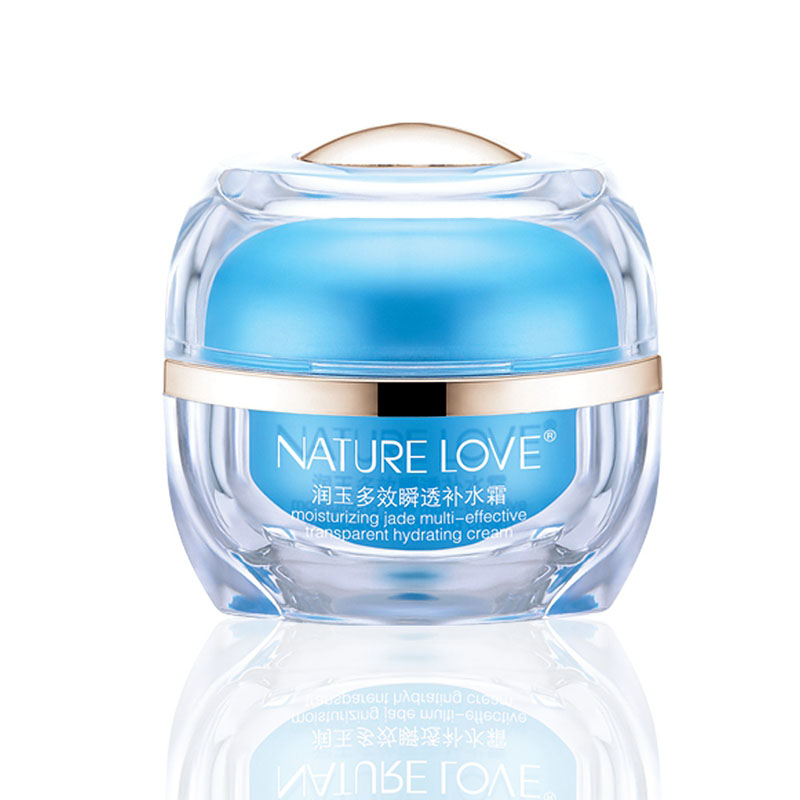 NATURE LOVE®
润玉多效瞬透补水霜
moisturizing jade multi-effective
transparent hydrating cream